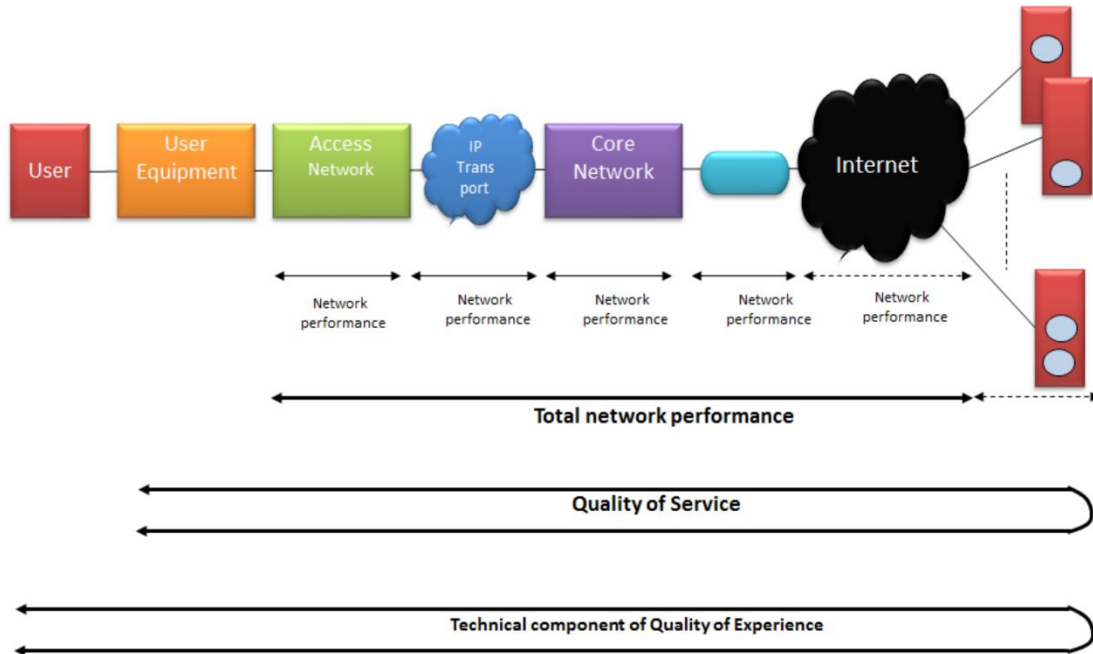 User
User
Equipment
Access
Network
IP
Trans
port
Core
Network
Internet
Network
performance
Network
performance
Network
performance
Network
performance
Network
performance
Total network performance
Quality of Service
Technical component of Quality of Experience